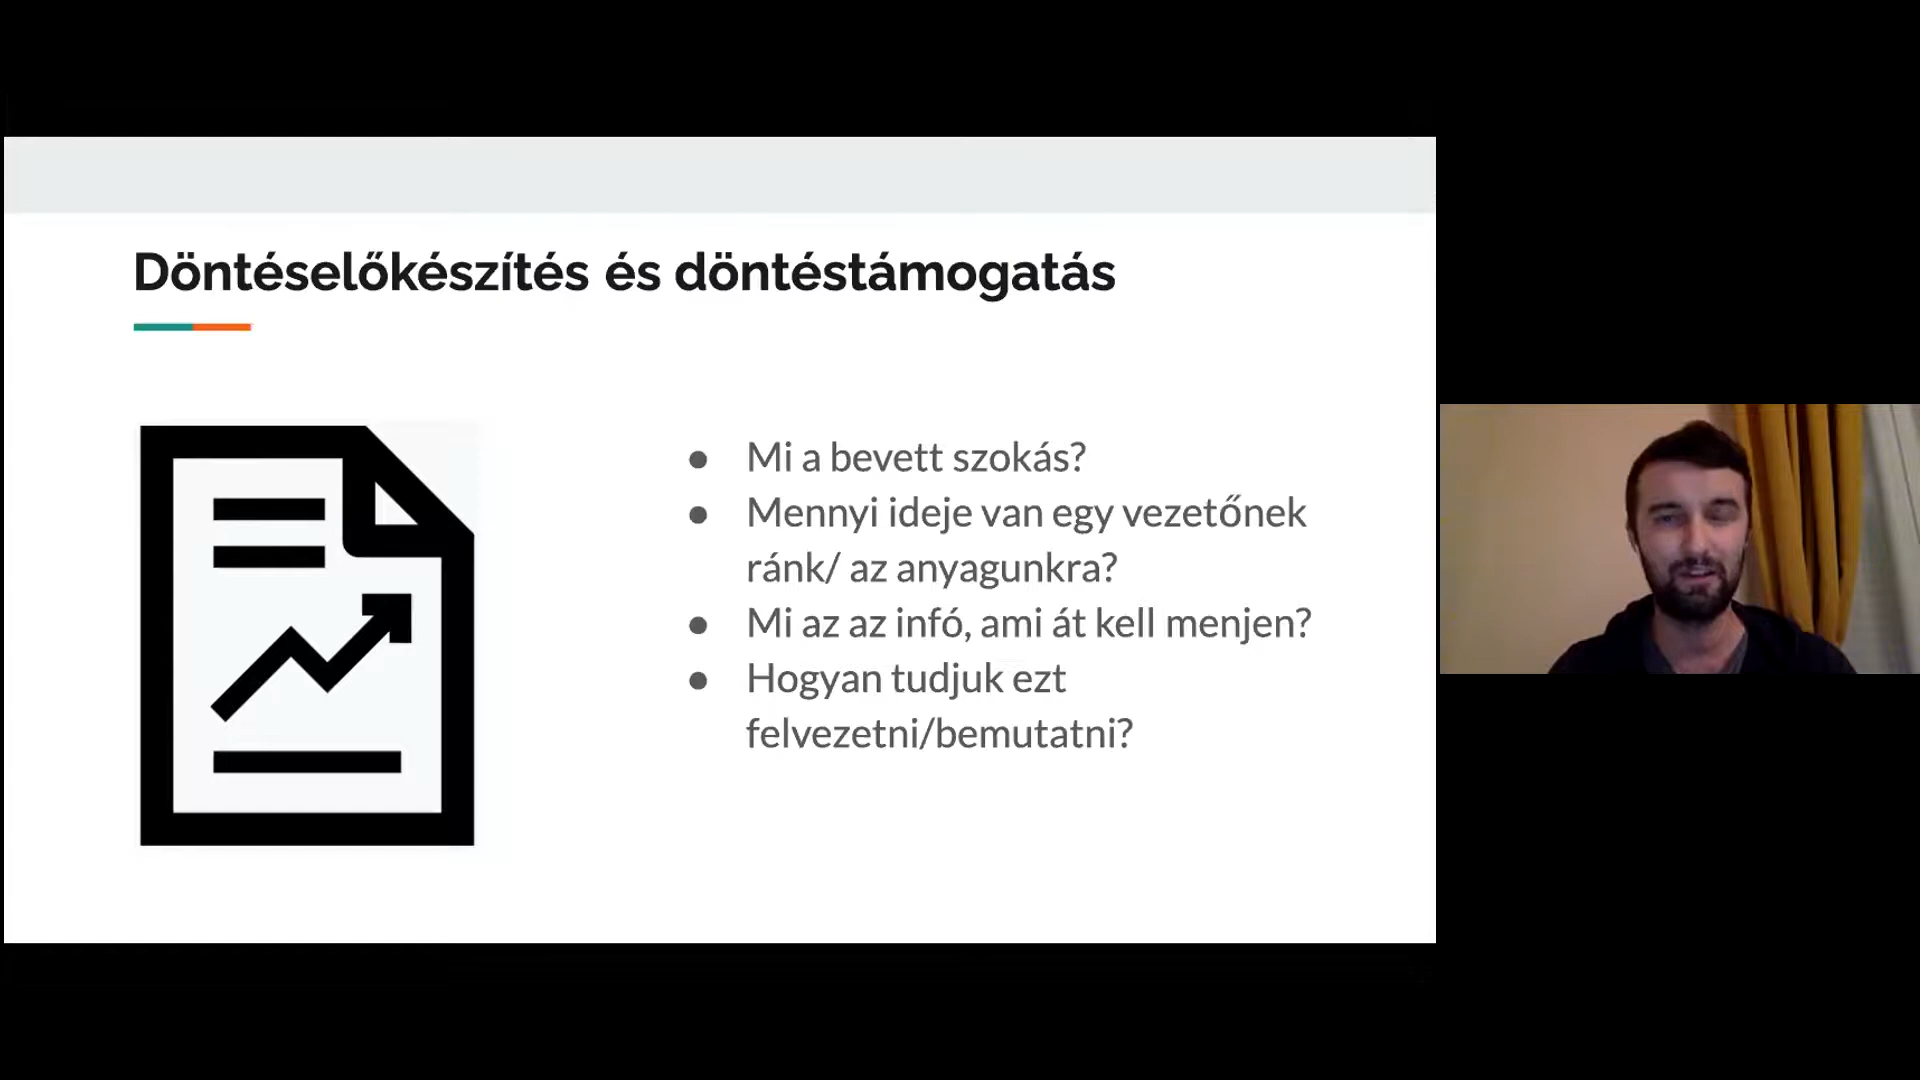 Döntéselőkészítés és döntéstámogatás
● Mi a bevett szokás?
● Mennyi ideje van egy vezetőnek
ránk/ az anyagunkra?
● Mi az az infó, ami át kell menjen?
● Hogyan tudjuk ezt
felvezetni/bemutatni?